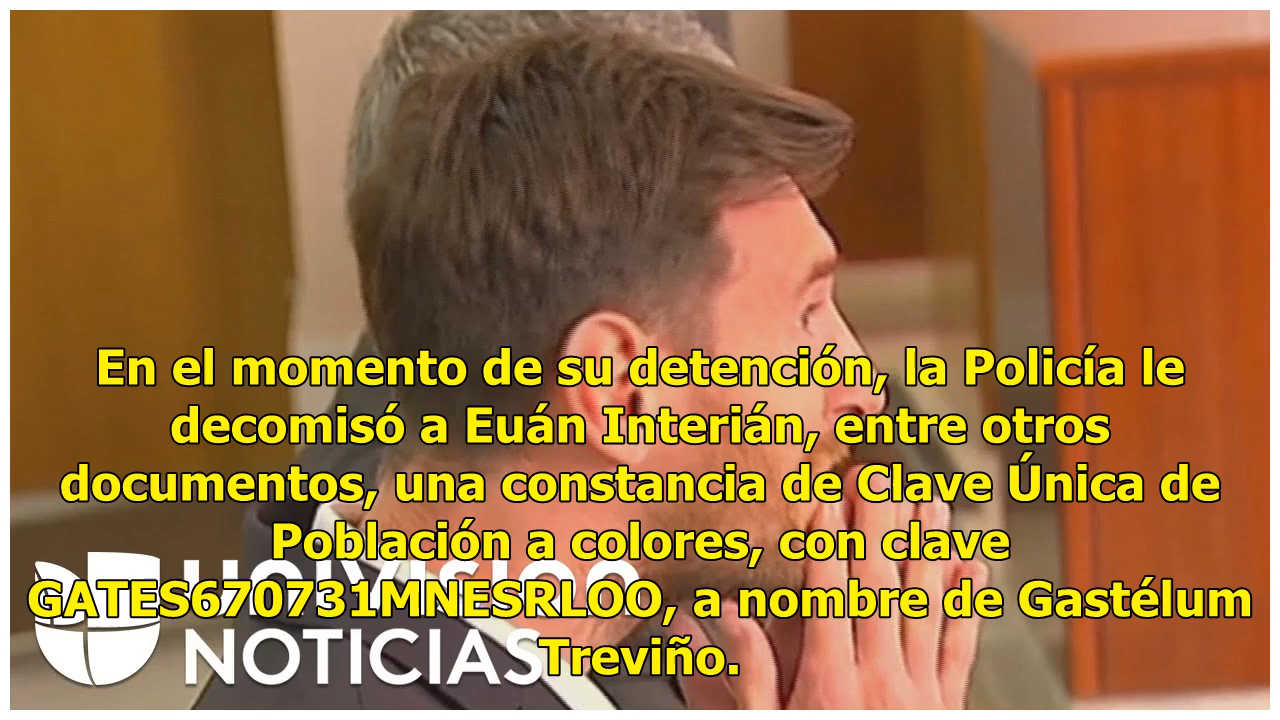 En el momento de su detención, la Policía le
decomisó a Euán Interián, entre otros
documentos, una constancia de Clave Única de
Población a colores, con clave
GATES670731MNESRLOO, a nombre de Gastélum
Treviño.
UNIVISION
NOTICIAS